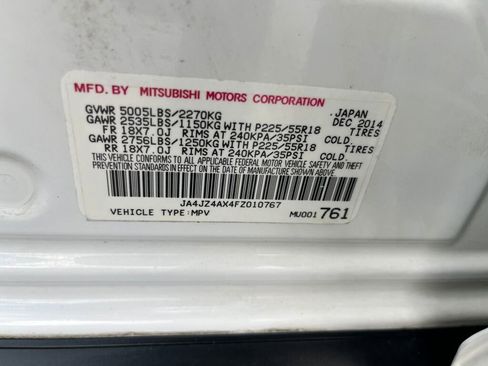 MFD. BY MITSUBISHI MOTORS CORPORATION
GVWR 5005LBS/2270KG JAPAN DEC 2014
GAWR 2535LBS/1150KG WITH P225/55R18 TIRES
FR 18X7.0J RIMS AT 240KPA/35PSI COLD.
GAWR 2756LBS/1250KG WITH P225/55R18 TIRES
RR 18X7.0J RIMS AT 240KPA/35PSI COLD.
THIS VEHICLE CONFORMS TO ALL APPLICABLE FEDERAL MOTOR VEHICLE SAFETY AND THEFT
PREVENTION STANDARDS IN EFFECT ON THE DATE OF MANUFACTURE SHOWN ABOVE.
JA4JZ4AX4FZ010767
VEHICLE TYPE:MPV MU001 761